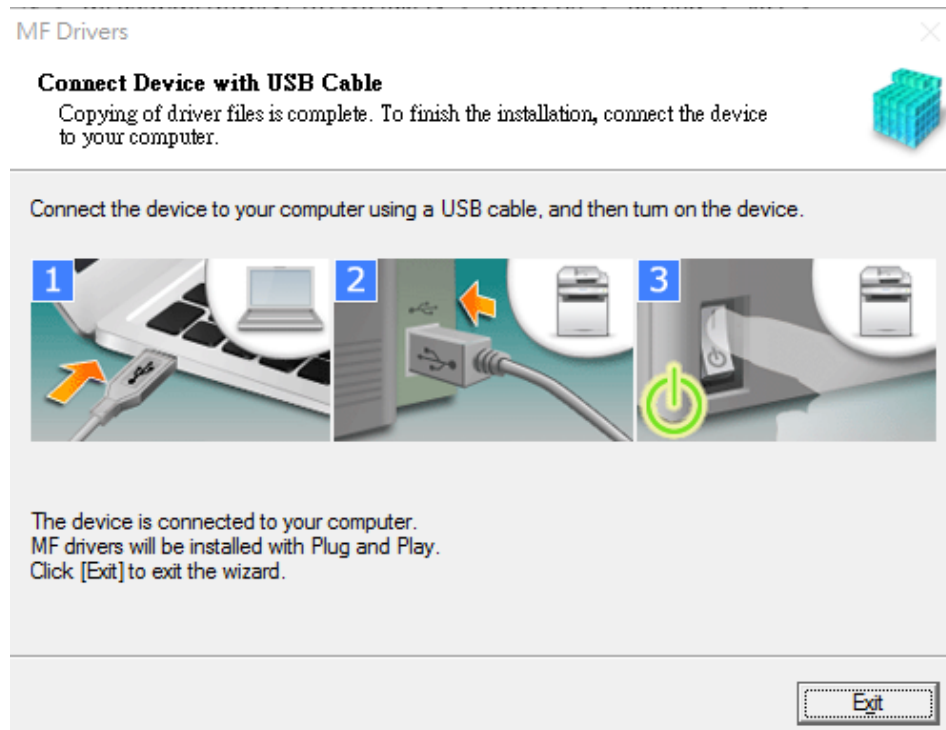 MF Drivers
Connect Device with USB Cable
Copying of driver files is complete. To finish the installation, connect the device
to your computer.
Connect the device to your computer using a USB cable, and then turn on the device.
1
2
3
The device is connected to your computer.
MF drivers will be installed with Plug and Play.
Click [Exit] to exit the wizard.
Exit